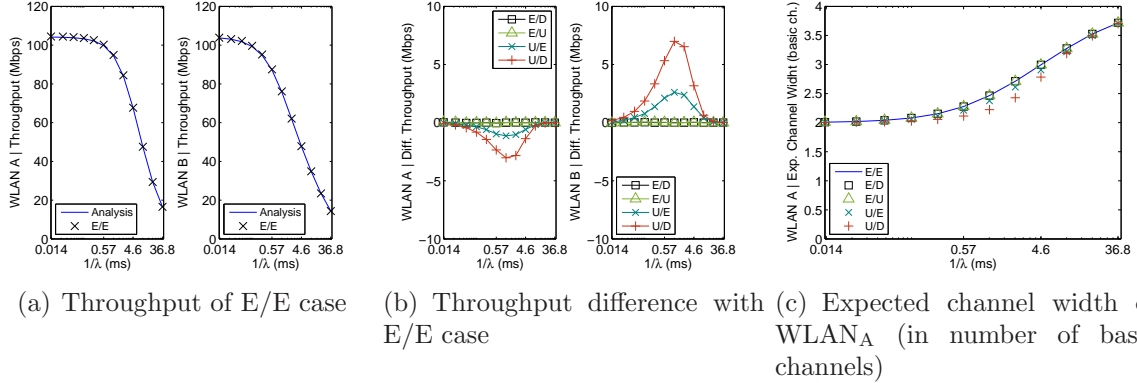 WLAN A | Throughput (Mbps)
120
100
80
60
40
20
0
Analysis
E/E
0.014 0.57 4.6 36.8
1/λ (ms)
WLAN B | Throughput (Mbps)
120
100
80
60
40
20
0
Analysis
E/E
0.014 0.57 4.6 36.8
1/λ (ms)
(a) Throughput of E/E case
WLAN A | Diff. Throughput (Mbps)
10
5
0
−5
−10
E/D
E/U
U/E
U/D
0.014 0.57 4.6 36.8
1/λ (ms)
WLAN B | Diff. Throughput (Mbps)
10
5
0
−5
−10
E/D
E/U
U/E
U/D
0.014 0.57 4.6 36.8
1/λ (ms)
(b) Throughput difference with
E/E case
WLAN A | Exp. Channel Widht (basic ch.)
4
3.5
3
2.5
2
1.5
1
0.5
0
E/E
E/D
E/U
U/E
U/D
0.014 0.57 4.6 36.8
1/λ (ms)
(c) Expected channel width
WLANA (in number of
channels)